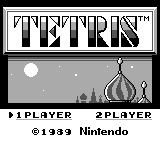 TETRIS™
▶1PLAYER 2PLAYER
©1989 Nintendo